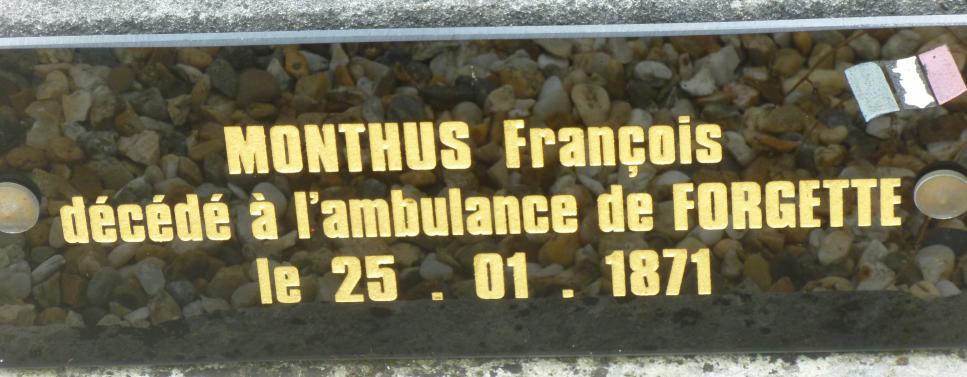 MONTHUS François
décédé à l'ambulance de FORGETTE
le 25 . 01 . 1871